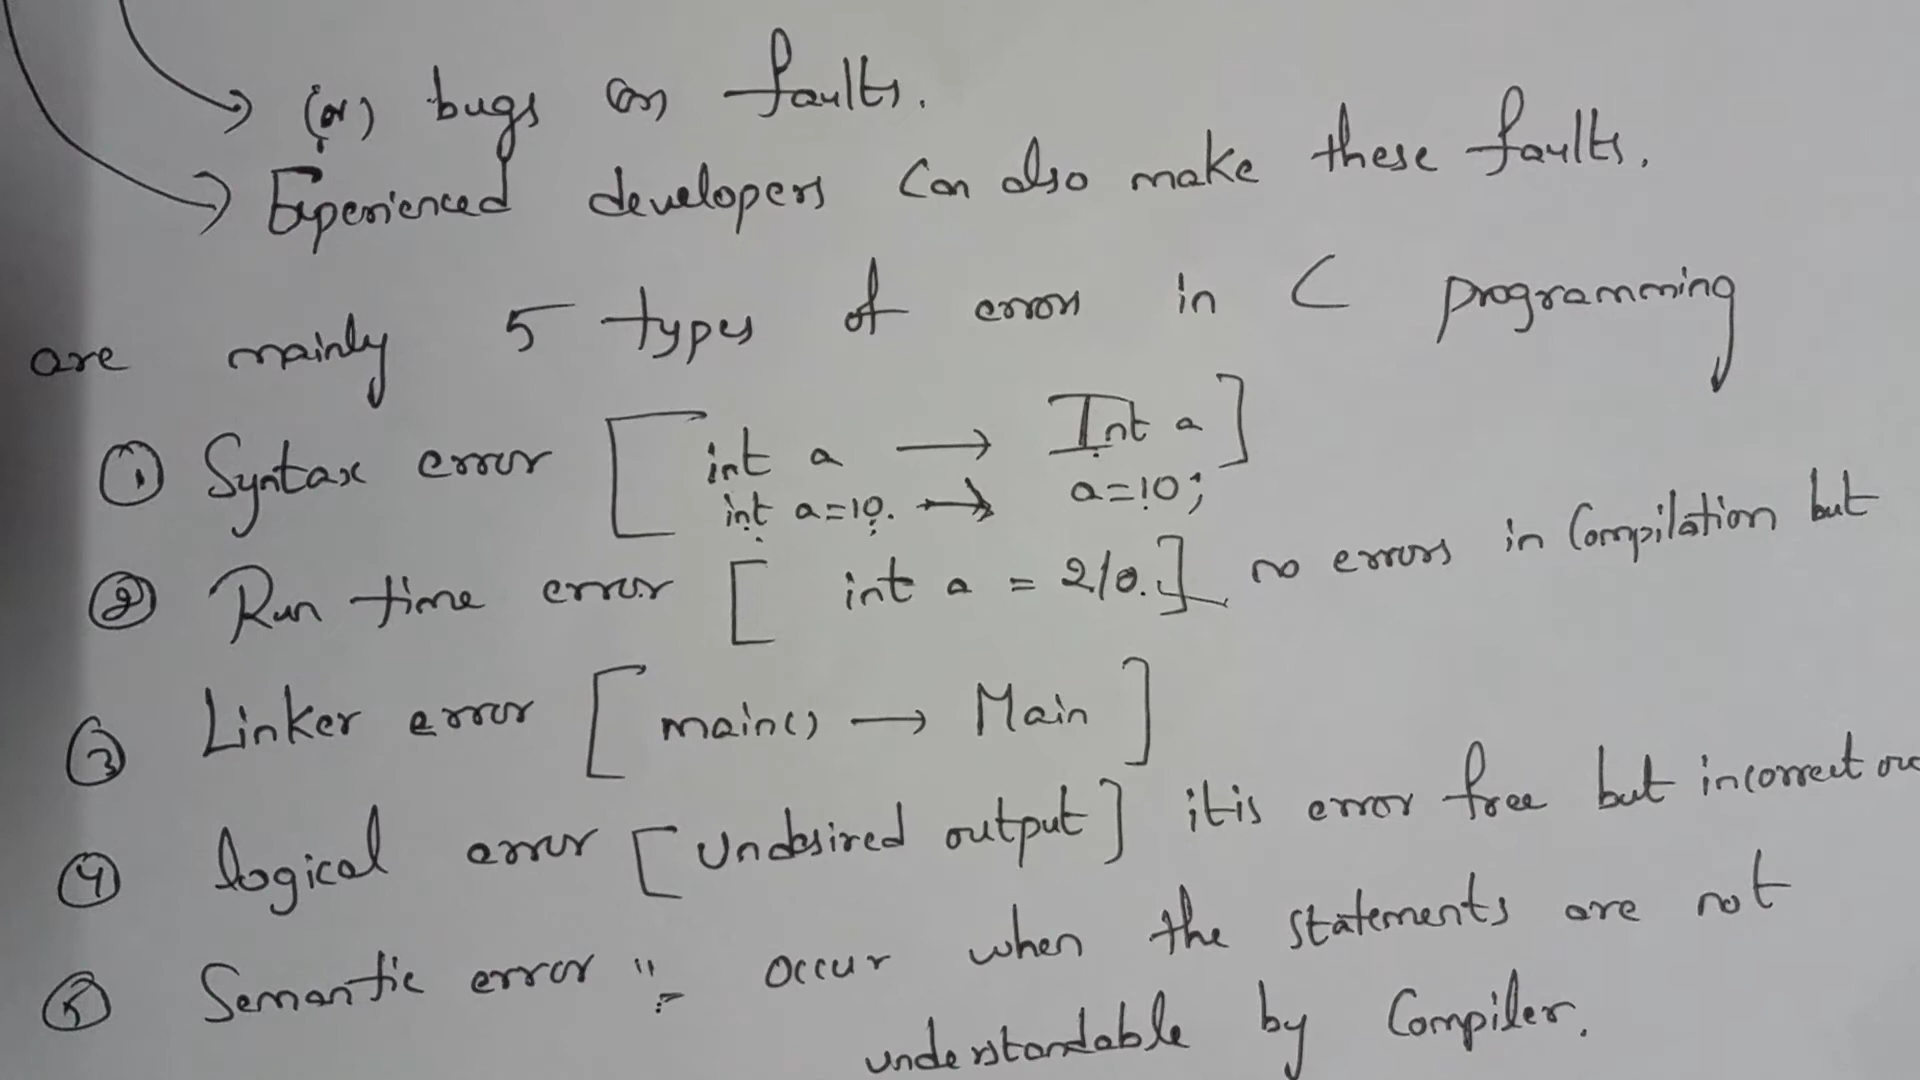 (or) bugs (or) faults.
Experienced developers can also make these faults.
are mainly 5 types of errors in C programming
① Syntax error [ int a → Int a ]
int a=10. → a=10;
② Run time error [ int a = 2/0. ] no errors in Compilation but
③ Linker error [ main() → Main ]
④ logical error [ undesired output ] it is error free but incorrect ou
⑤ Semantic error :- occur when the statements are not
understandable by Compiler.